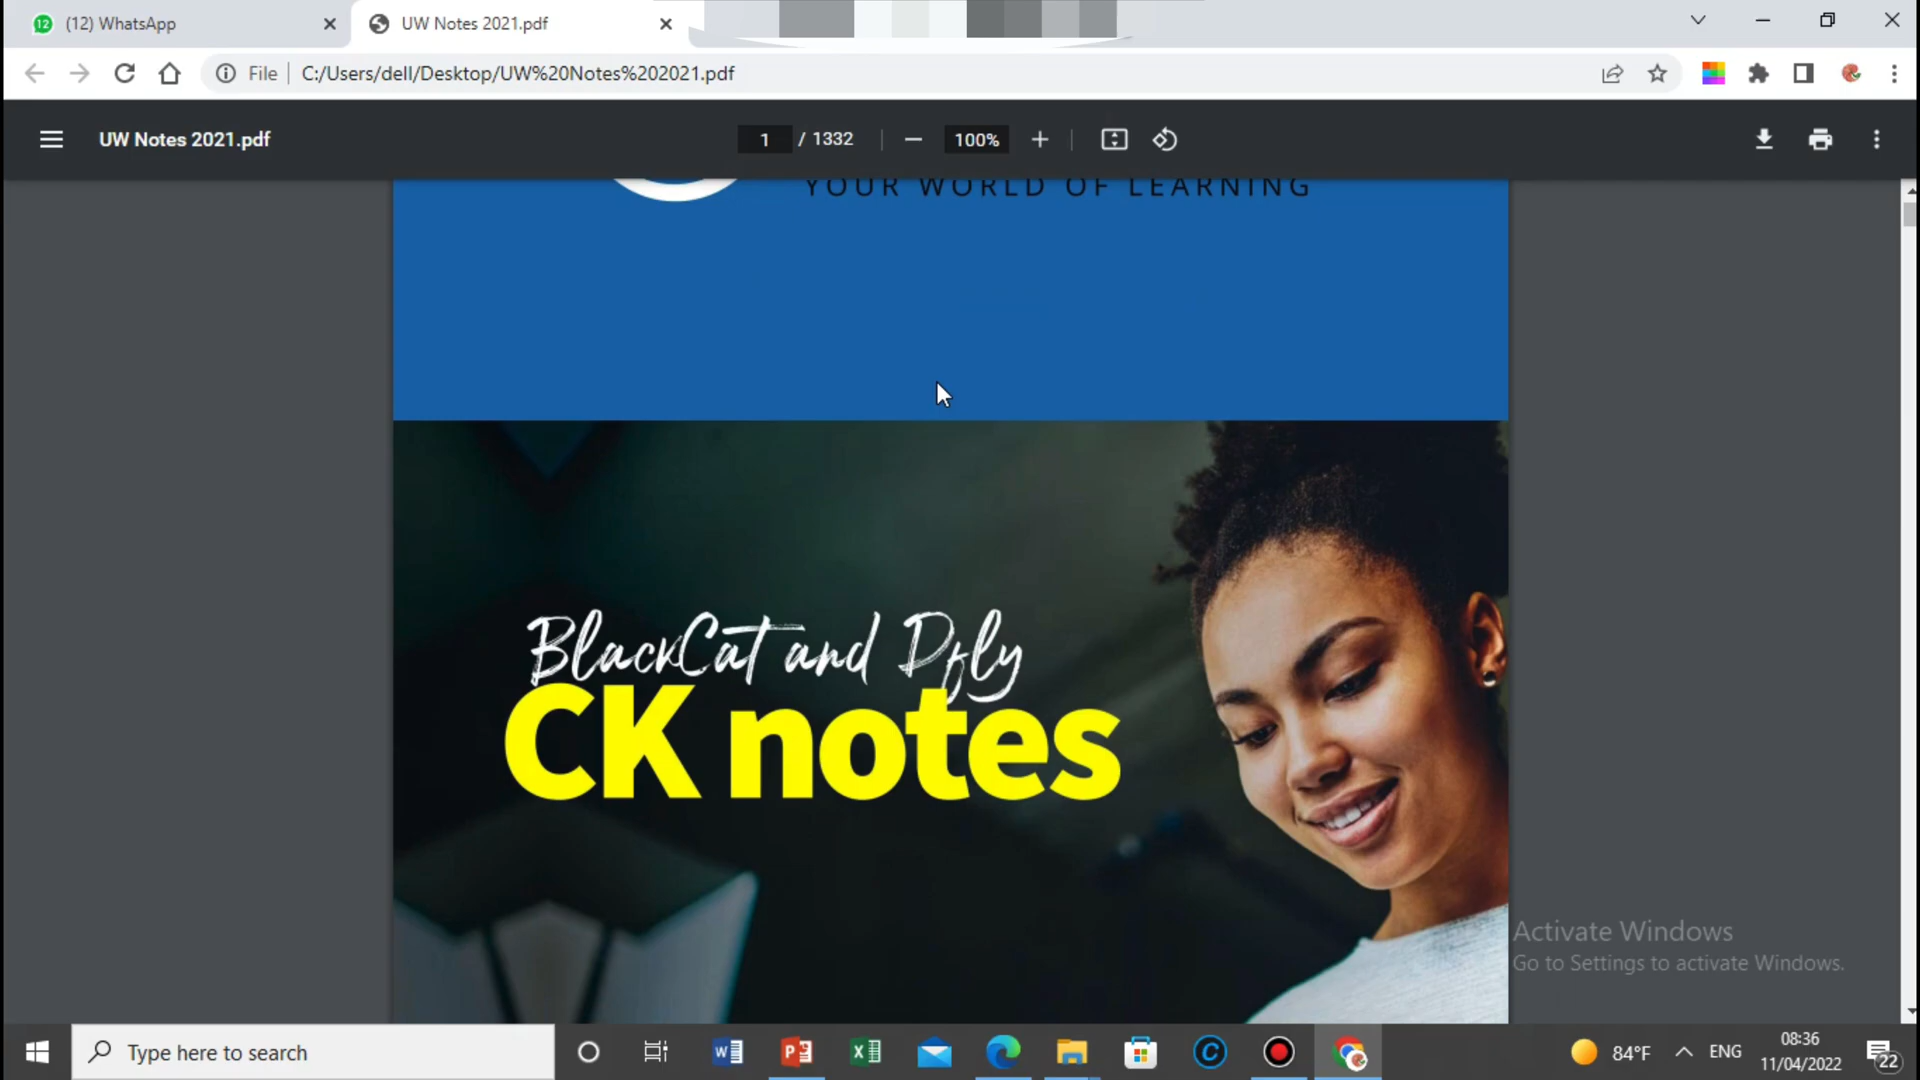 (12) WhatsApp
UW Notes 2021.pdf
File
C:/Users/dell/Desktop/UW%20Notes%202021.pdf
UW Notes 2021.pdf
1 / 1332
100%
YOUR WORLD OF LEARNING
BlackCat and Dfly
CK notes
Activate Windows
Go to Settings to activate Windows.
Type here to search
84°F
ENG
08:36
11/04/2022
22